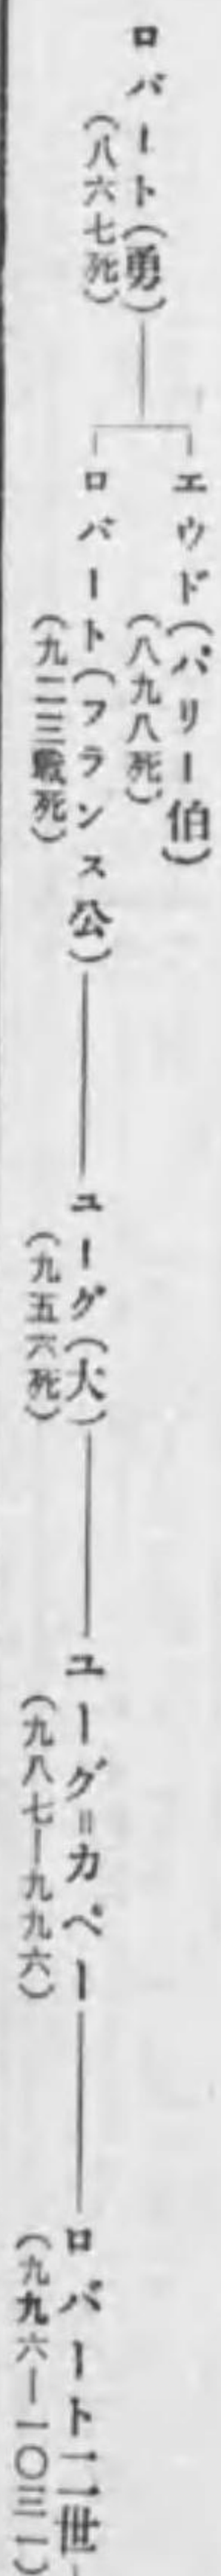 ロバート(勇)
(八六七死)
エウド(パリー伯)
(八九八死)
ロバート(フランス公)
(九二三戰死)
ユーグ(大)
(九五六死)
ユーグ=カペー
(九八七―九九六)
ロバート二世
(九九六―一〇三一)